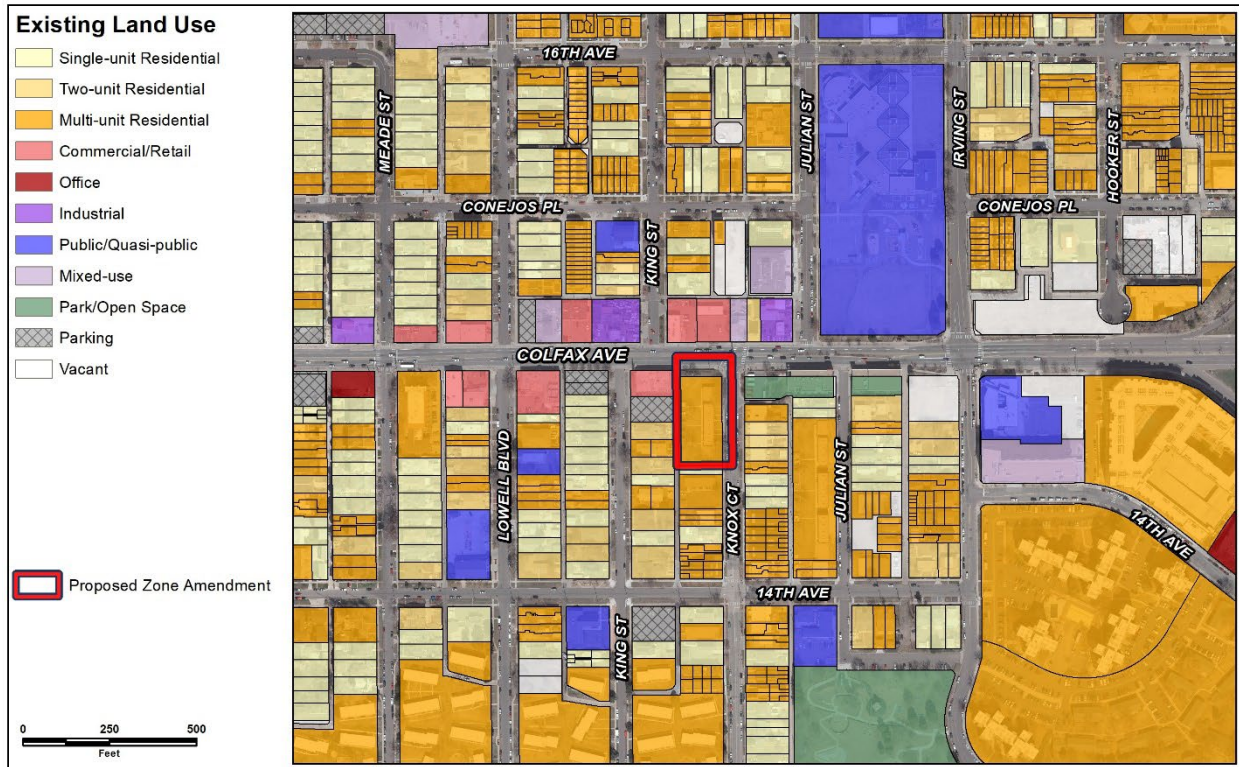 Existing Land Use
Single-unit Residential
Two-unit Residential
Multi-unit Residential
Commercial/Retail
Office
Industrial
Public/Quasi-public
Mixed-use
Park/Open Space
Parking
Vacant
Proposed Zone Amendment
0 250 500
Feet
16TH AVE
MEADE ST
JULIAN ST
IRVING ST
HOOKER ST
CONEJOS PL
CONEJOS PL
KING ST
COLFAX AVE
LOWELL BLVD
KNOX CT
JULIAN ST
14TH AVE
14TH AVE
KING ST